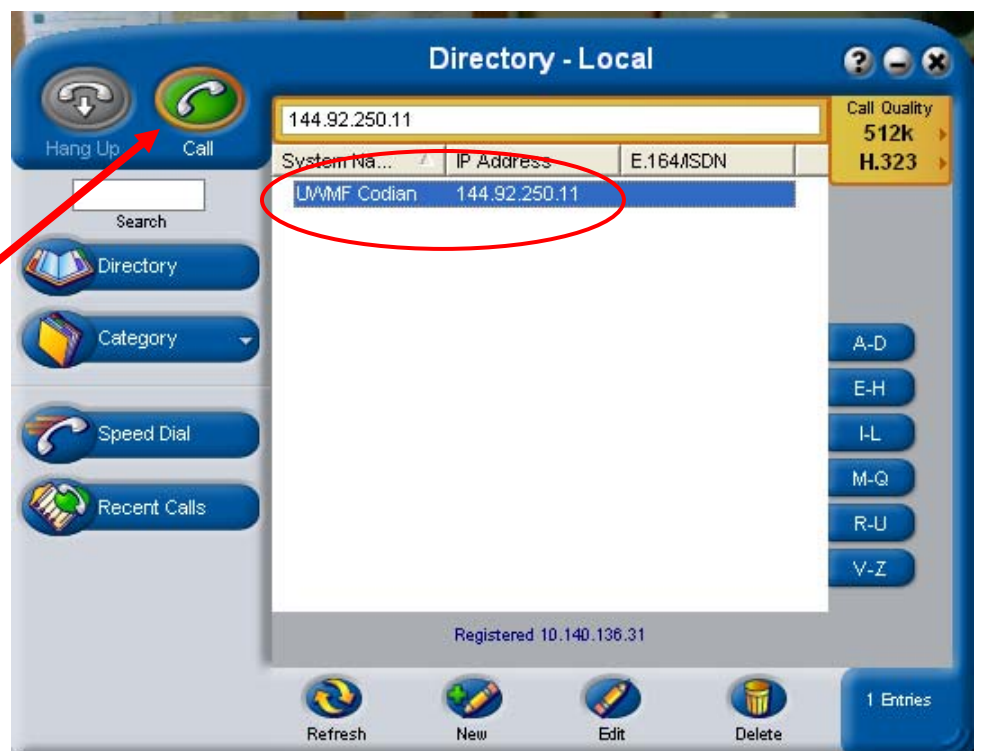 Directory - Local
?
Hang Up
Call
144.92.250.11
Call Quality
512k
H.323
System Na...
IP Address
E.164/ISDN
UWMF Codian 144.92.250.11
Search
Directory
Category
Speed Dial
Recent Calls
A-D
E-H
I-L
M-Q
R-U
V-Z
Registered 10.140.136.31
Refresh
New
Edit
Delete
1 Entries